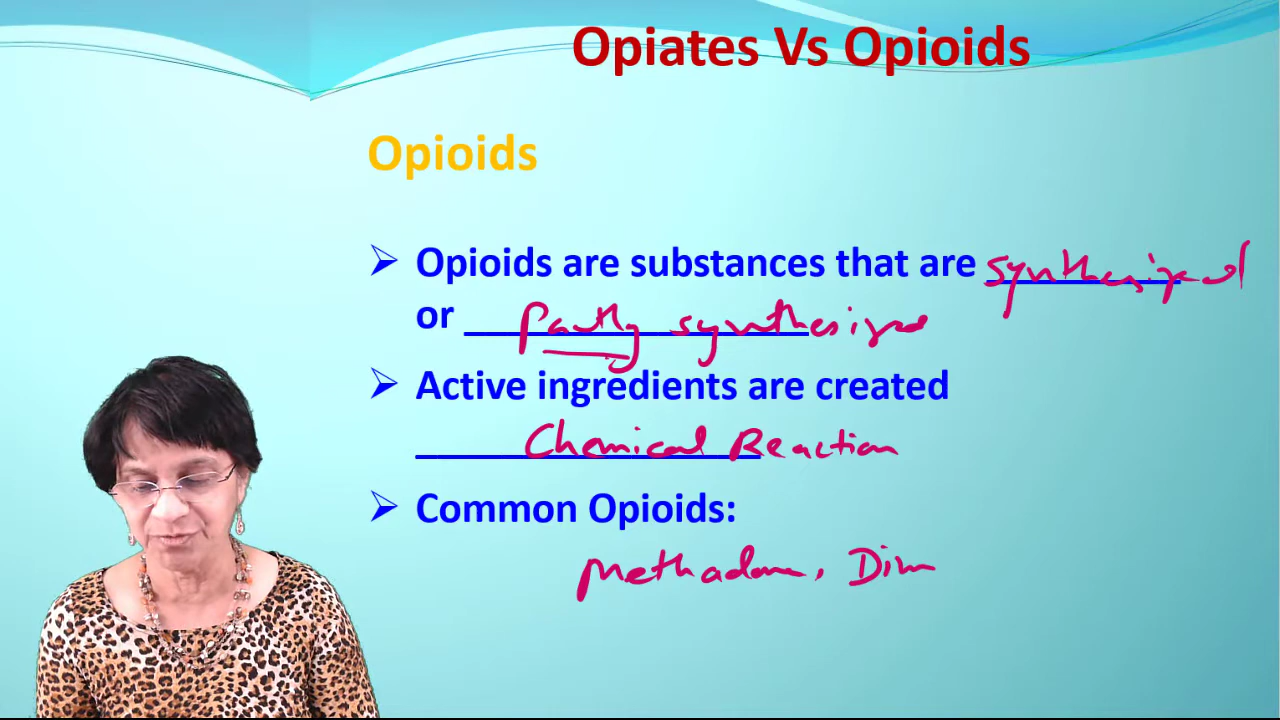 Opiates Vs Opioids
Opioids
Opioids are substances that are synthesized
or partly synthesized
Active ingredients are created
Chemical Reaction
Common Opioids:
Methadone, Dim